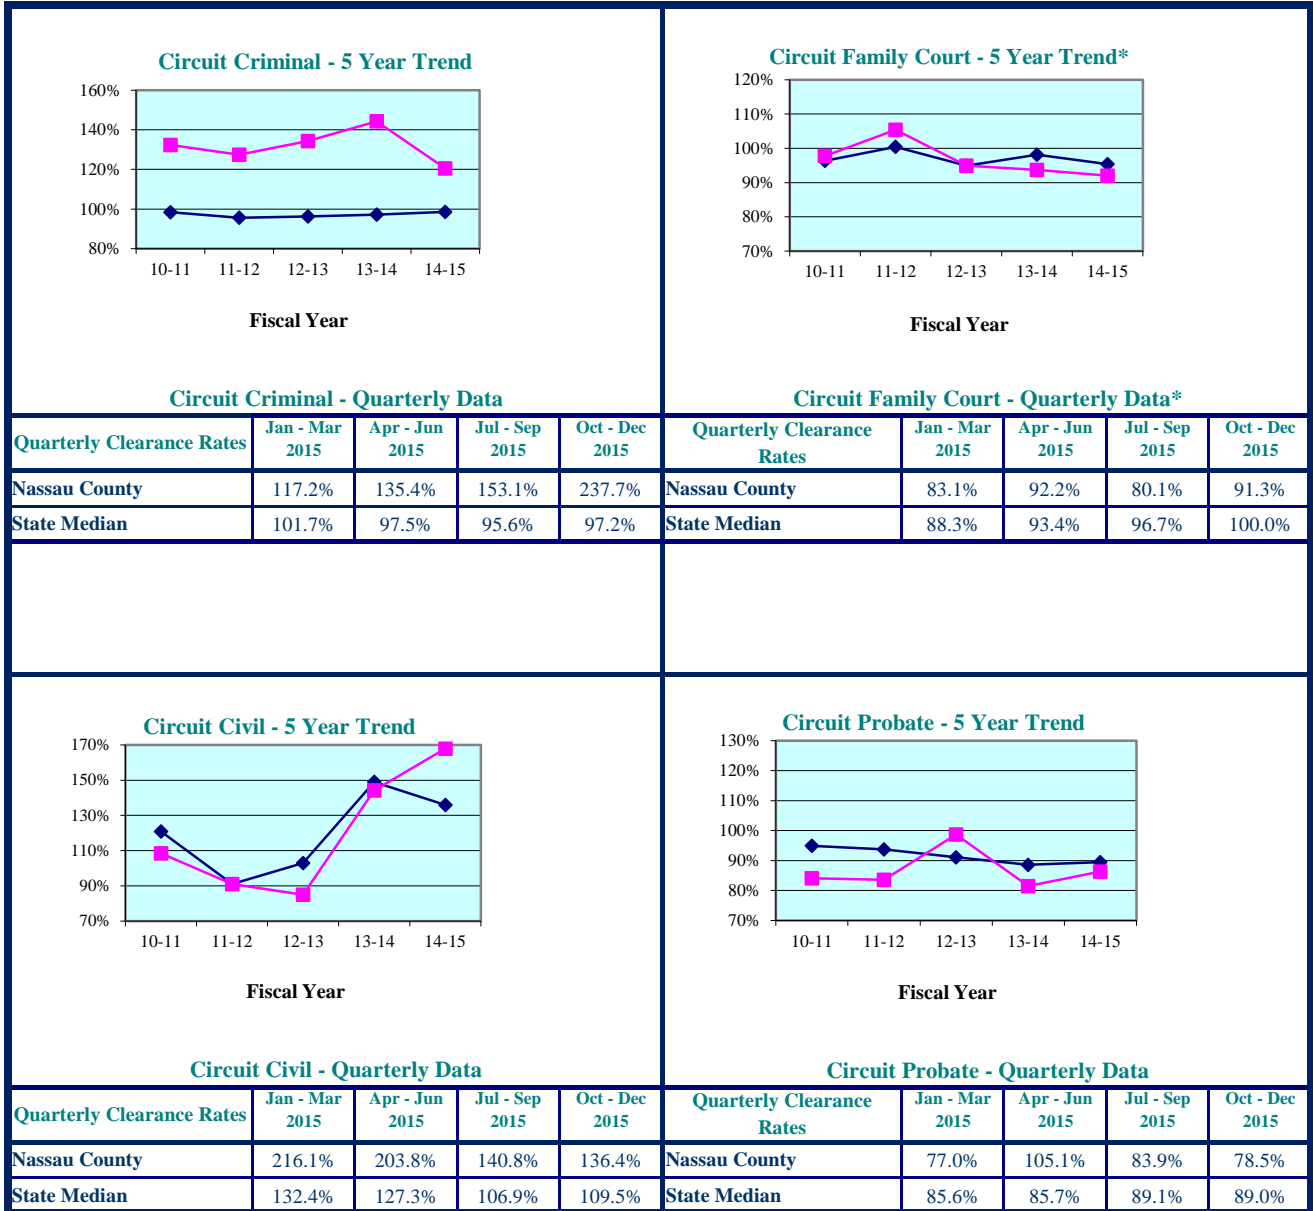 Circuit Criminal - 5 Year Trend
160%
140%
120%
100%
80%
10-11 11-12 12-13 13-14 14-15
Fiscal Year
Circuit Criminal - Quarterly Data
Quarterly Clearance Rates Jan - Mar 2015 Apr - Jun 2015 Jul - Sep 2015 Oct - Dec 2015
Nassau County 117.2% 135.4% 153.1% 237.7%
State Median 101.7% 97.5% 95.6% 97.2%
Circuit Family Court - 5 Year Trend*
120%
110%
100%
90%
80%
70%
10-11 11-12 12-13 13-14 14-15
Fiscal Year
Circuit Family Court - Quarterly Data*
Quarterly Clearance Rates Jan - Mar 2015 Apr - Jun 2015 Jul - Sep 2015 Oct - Dec 2015
Nassau County 83.1% 92.2% 80.1% 91.3%
State Median 88.3% 93.4% 96.7% 100.0%
Circuit Civil - 5 Year Trend
170%
150%
130%
110%
90%
70%
10-11 11-12 12-13 13-14 14-15
Fiscal Year
Circuit Civil - Quarterly Data
Quarterly Clearance Rates Jan - Mar 2015 Apr - Jun 2015 Jul - Sep 2015 Oct - Dec 2015
Nassau County 216.1% 203.8% 140.8% 136.4%
State Median 132.4% 127.3% 106.9% 109.5%
Circuit Probate - 5 Year Trend
130%
120%
110%
100%
90%
80%
70%
10-11 11-12 12-13 13-14 14-15
Fiscal Year
Circuit Probate - Quarterly Data
Quarterly Clearance Rates Jan - Mar 2015 Apr - Jun 2015 Jul - Sep 2015 Oct - Dec 2015
Nassau County 77.0% 105.1% 83.9% 78.5%
State Median 85.6% 85.7% 89.1% 89.0%